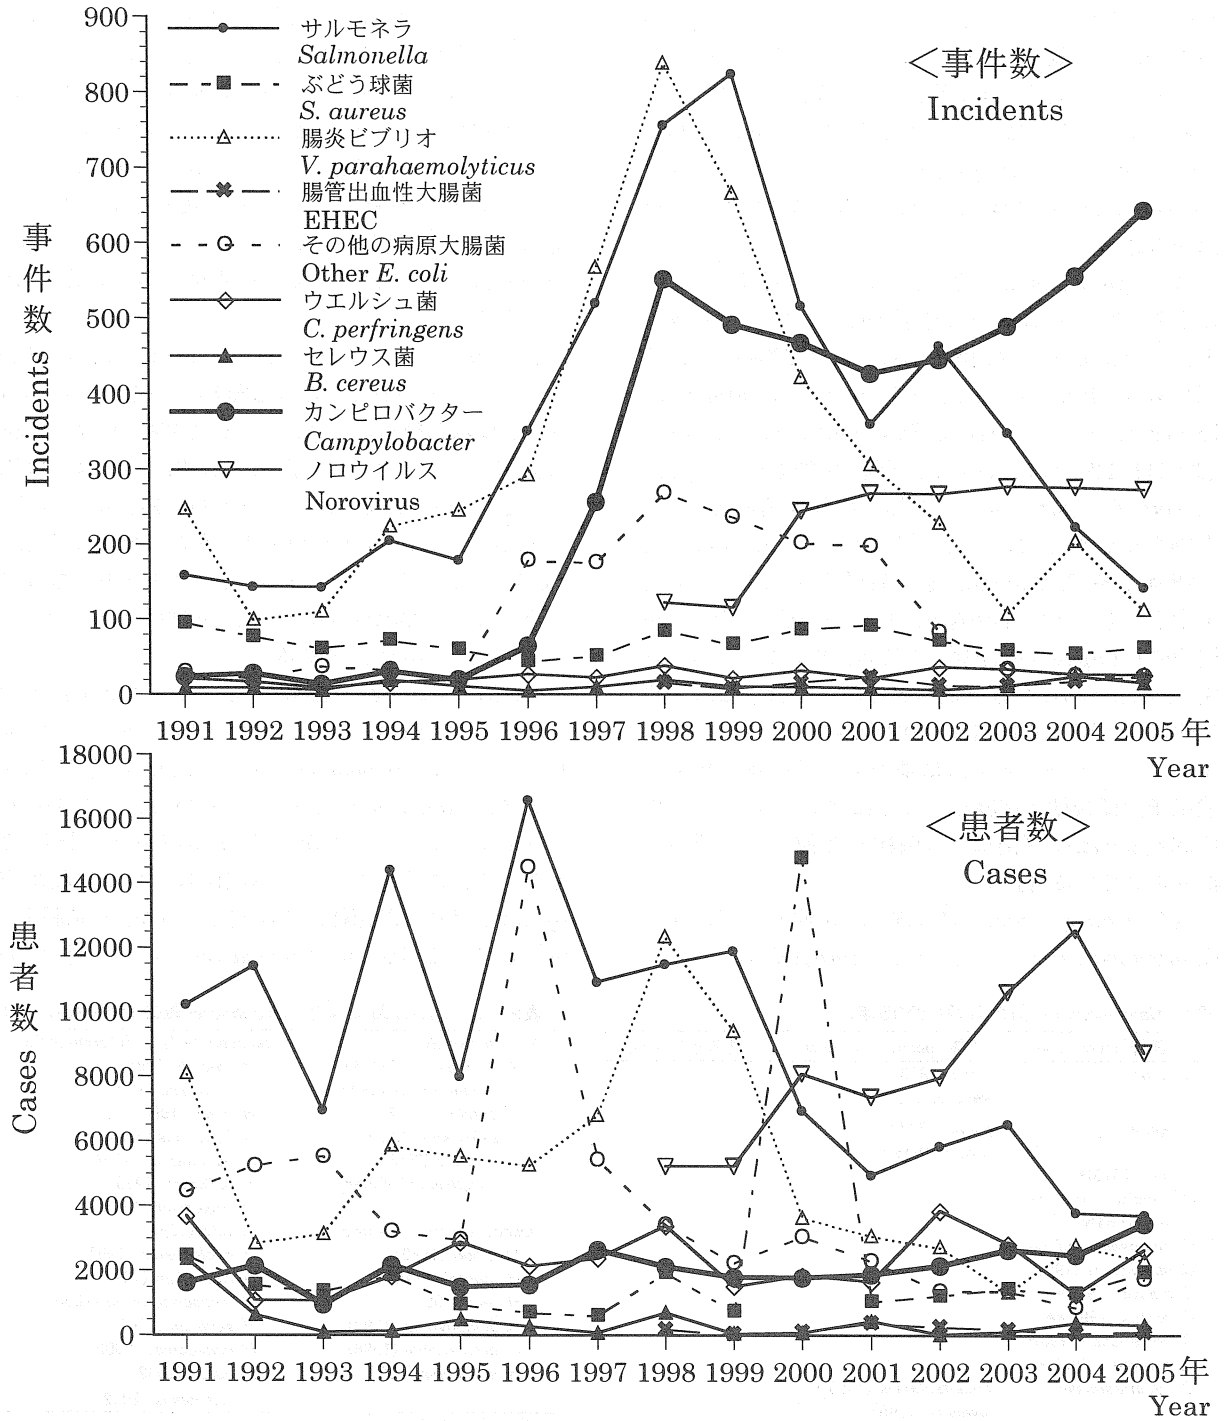 900
800
700
600
500
400
300
200
100
0
事件数 Incidents
サルモネラ
Salmonella
ぶどう球菌
S. aureus
腸炎ビブリオ
V. parahaemolyticus
腸管出血性大腸菌
EHEC
その他の病原大腸菌
Other E. coli
ウエルシュ菌
C. perfringens
セレウス菌
B. cereus
カンピロバクター
Campylobacter
ノロウイルス
Norovirus
＜事件数＞
Incidents
1991 1992 1993 1994 1995 1996 1997 1998 1999 2000 2001 2002 2003 2004 2005 年
Year
18000
16000
14000
12000
10000
8000
6000
4000
2000
0
患者数 Cases
＜患者数＞
Cases
1991 1992 1993 1994 1995 1996 1997 1998 1999 2000 2001 2002 2003 2004 2005 年
Year